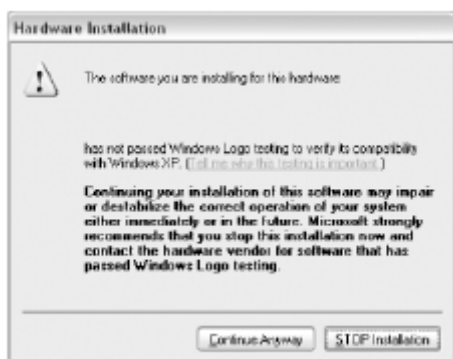 Hardware Installation
The software you are installing for this hardware
has not passed Windows Logo testing to verify its compatibility
with Windows XP. (Tell me why this testing is important.)
Continuing your installation of this software may impair
or destabilize the correct operation of your system
either immediately or in the future. Microsoft strongly
recommends that you stop this installation now and
contact the hardware vendor for software that has
passed Windows Logo testing.
Continue Anyway STOP Installation